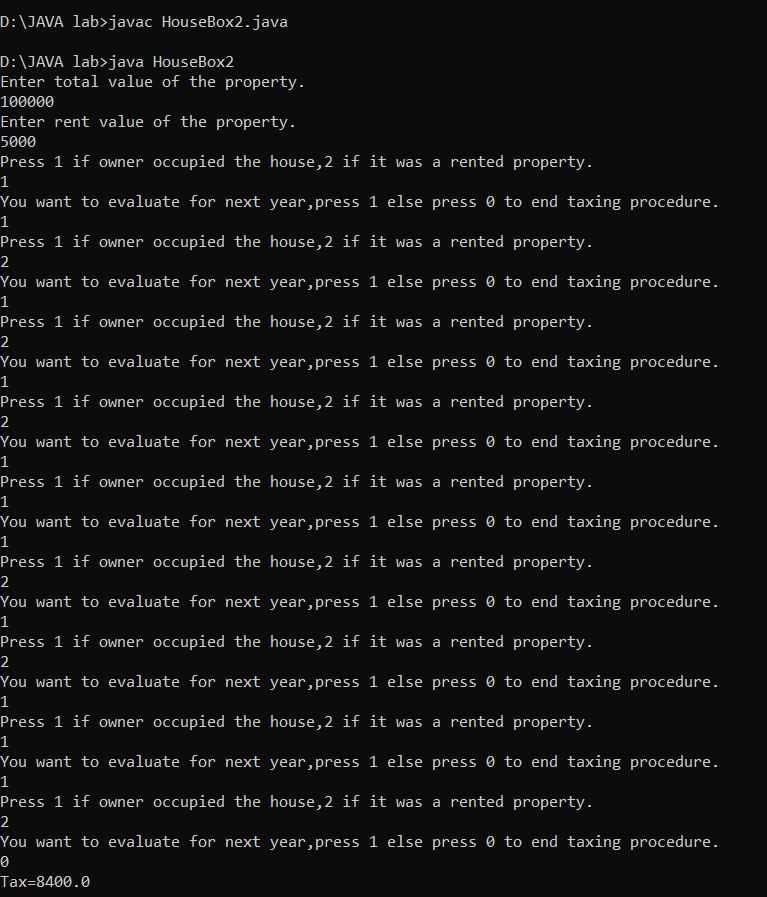 D:\JAVA lab>javac HouseBox2.java
D:\JAVA lab>java HouseBox2
Enter total value of the property.
100000
Enter rent value of the property.
5000
Press 1 if owner occupied the house,2 if it was a rented property.
1
You want to evaluate for next year,press 1 else press 0 to end taxing procedure.
1
Press 1 if owner occupied the house,2 if it was a rented property.
2
You want to evaluate for next year,press 1 else press 0 to end taxing procedure.
1
Press 1 if owner occupied the house,2 if it was a rented property.
2
You want to evaluate for next year,press 1 else press 0 to end taxing procedure.
1
Press 1 if owner occupied the house,2 if it was a rented property.
2
You want to evaluate for next year,press 1 else press 0 to end taxing procedure.
1
Press 1 if owner occupied the house,2 if it was a rented property.
1
You want to evaluate for next year,press 1 else press 0 to end taxing procedure.
1
Press 1 if owner occupied the house,2 if it was a rented property.
2
You want to evaluate for next year,press 1 else press 0 to end taxing procedure.
1
Press 1 if owner occupied the house,2 if it was a rented property.
2
You want to evaluate for next year,press 1 else press 0 to end taxing procedure.
1
Press 1 if owner occupied the house,2 if it was a rented property.
1
You want to evaluate for next year,press 1 else press 0 to end taxing procedure.
1
Press 1 if owner occupied the house,2 if it was a rented property.
2
You want to evaluate for next year,press 1 else press 0 to end taxing procedure.
0
Tax=8400.0